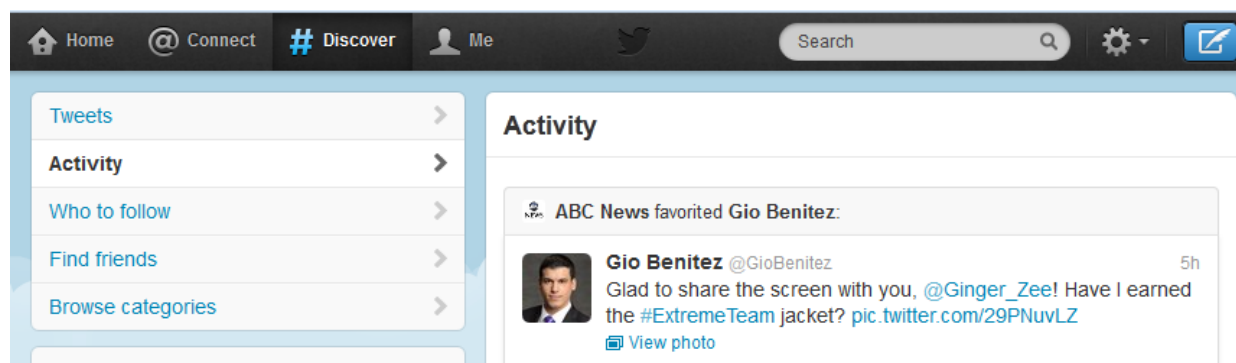 Home
Connect
# Discover
Me
Search
Tweets
Activity
Who to follow
Find friends
Browse categories
Activity
ABC News favorited Gio Benitez:
Gio Benitez @GioBenitez 5h
Glad to share the screen with you, @Ginger_Zee! Have I earned
the #ExtremeTeam jacket? pic.twitter.com/29PNuvLZ
View photo